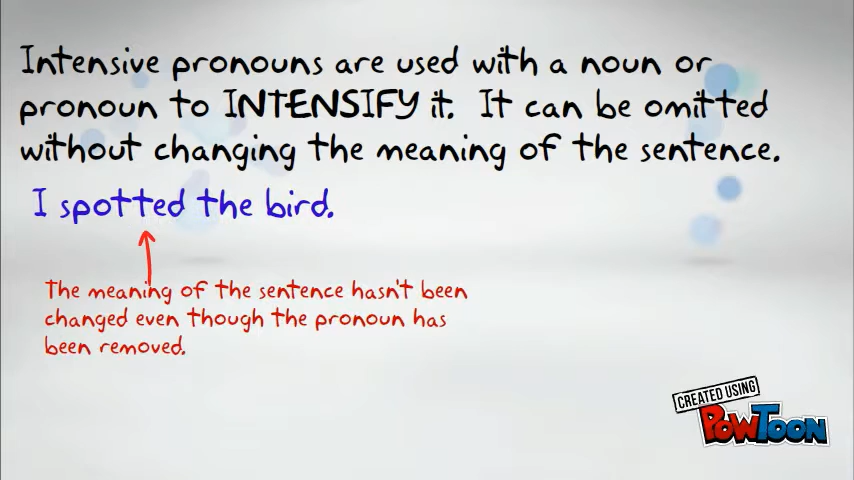 Intensive pronouns are used with a noun or
pronoun to INTENSIFY it. It can be omitted
without changing the meaning of the sentence.
I spotted the bird.
The meaning of the sentence hasn't been
changed even though the pronoun has
been removed.
CREATED USING
POWTOON